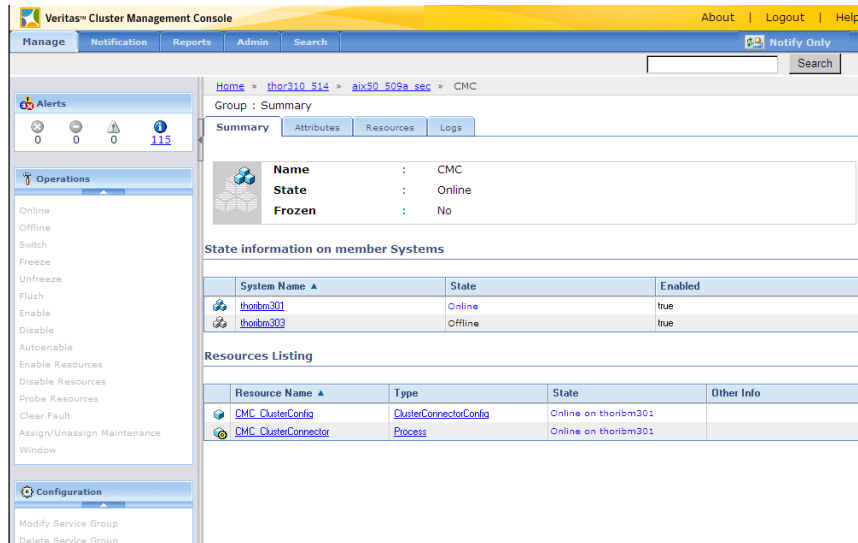 Veritas™ Cluster Management Console
About | Logout | Help
Manage Notification Reports Admin Search
Notify Only
Search
Home » thor310_514 » aix50_509a_sec » CMC
Group : Summary
Summary Attributes Resources Logs
Alerts
0 0 0 115
Operations
Online
Offline
Switch
Freeze
Unfreeze
Flush
Enable
Disable
Autoenable
Enable Resources
Disable Resources
Probe Resources
Clear Fault
Assign/Unassign Maintenance
Window
Configuration
Modify Service Group
Delete Service Group
Name : CMC
State : Online
Frozen : No
State information on member Systems
System Name ▲ State Enabled
thoribm301 Online true
thoribm303 Offline true
Resources Listing
Resource Name ▲ Type State Other Info
CMC_ClusterConfig ClusterConnectorConfig Online on thoribm301
CMC_ClusterConnector Process Online on thoribm301